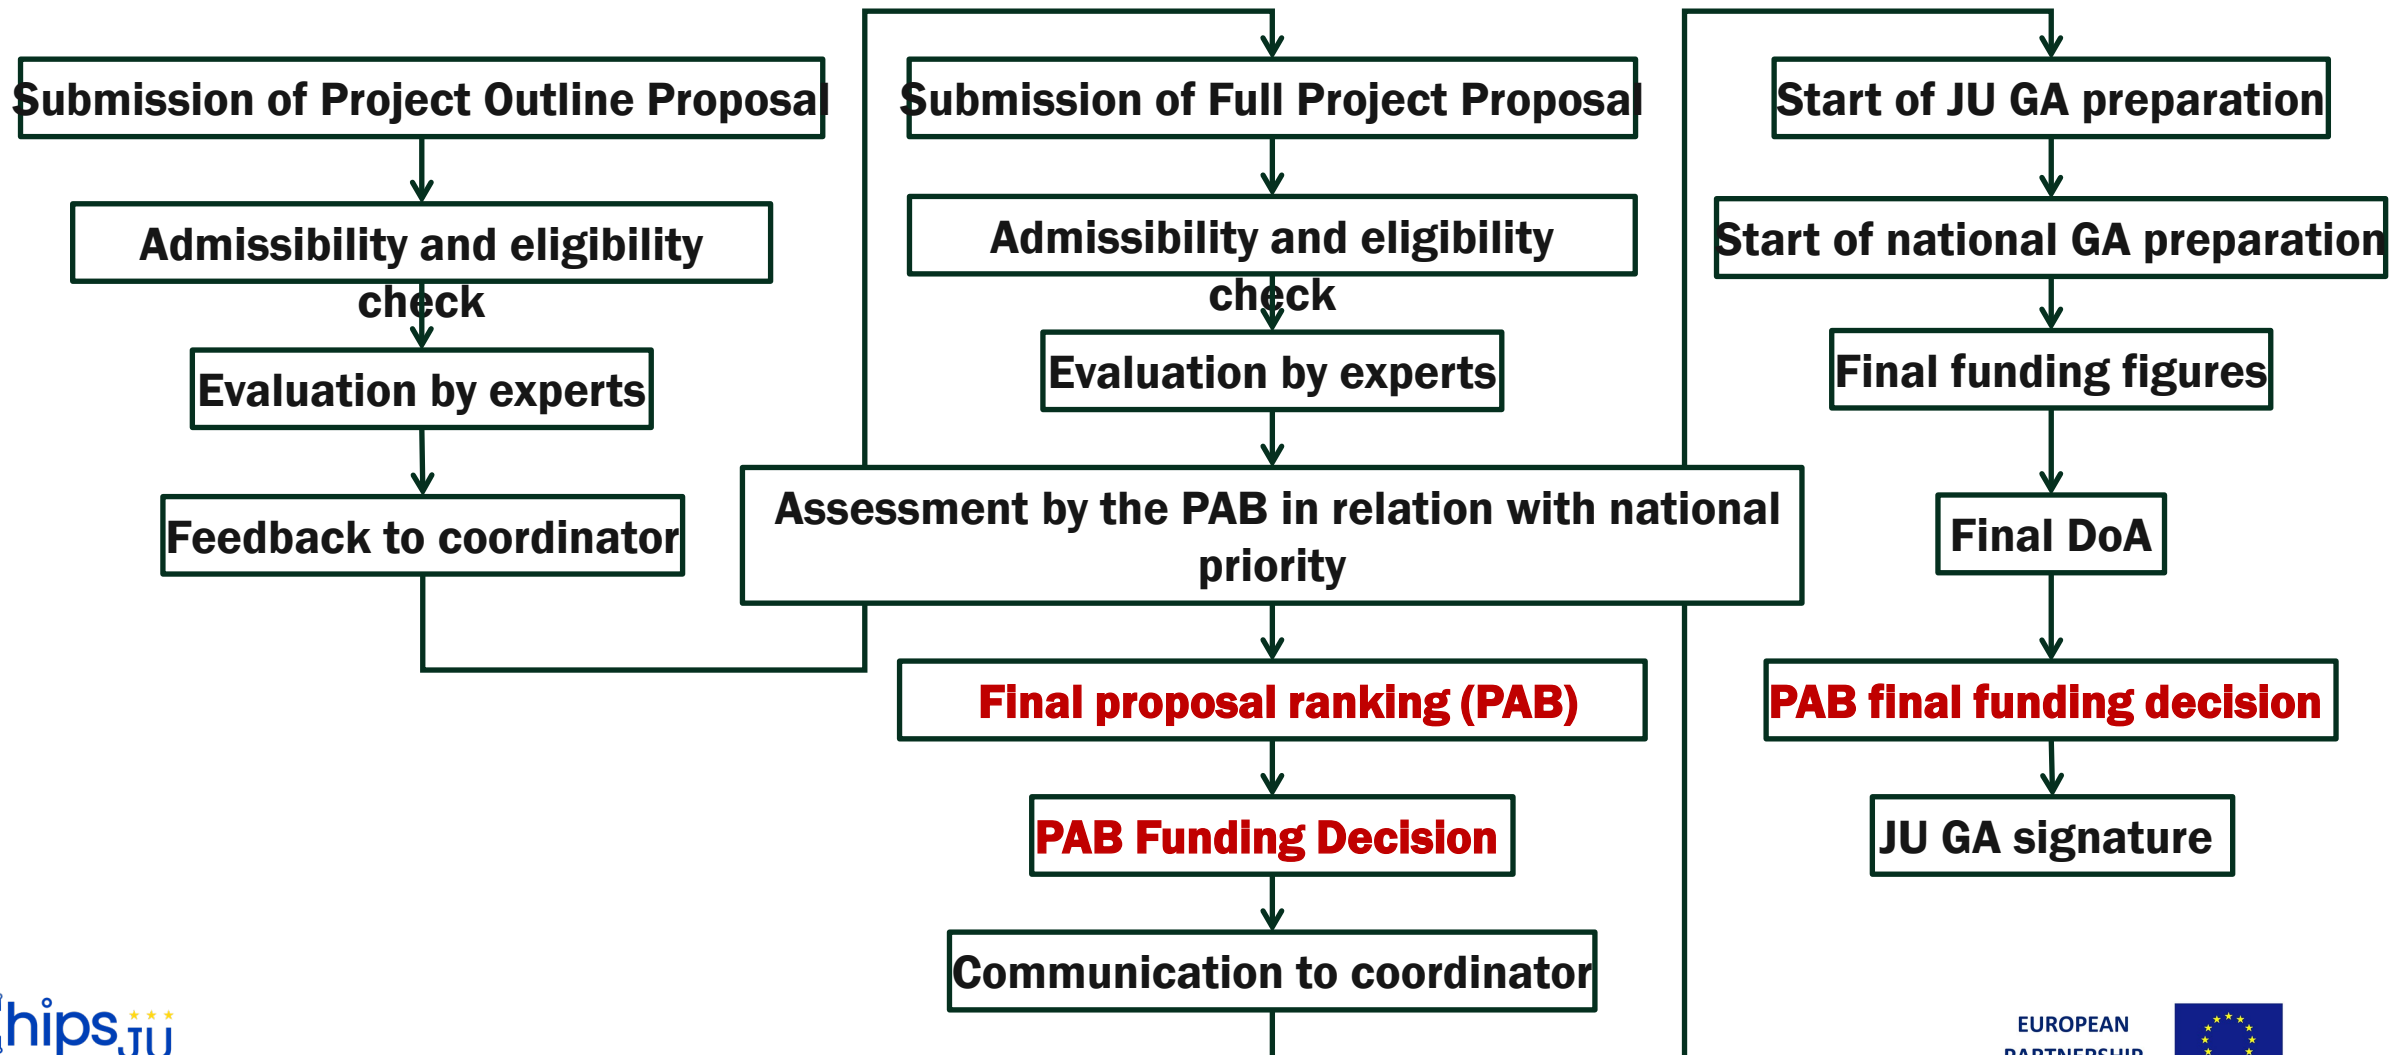 Submission of Project Outline Proposal
Admissibility and eligibility
check
Evaluation by experts
Feedback to coordinator
Submission of Full Project Proposal
Admissibility and eligibility
check
Evaluation by experts
Assessment by the PAB in relation with national
priority
Final proposal ranking (PAB)
PAB Funding Decision
Communication to coordinator
Start of JU GA preparation
Start of national GA preparation
Final funding figures
Final DoA
PAB final funding decision
JU GA signature
Chips JU
EUROPEAN
PARTNERSHIP